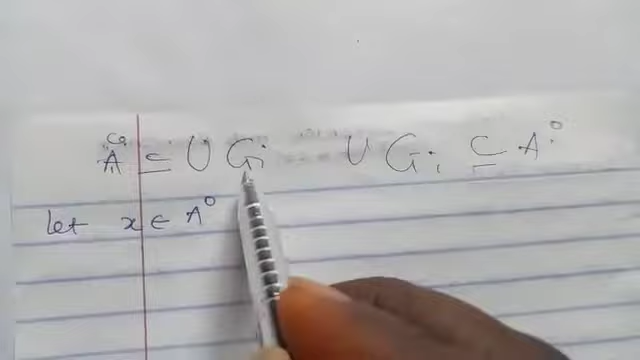 A° ⊆ ∪ Gi ∪ Gi ⊆ A°
let x ∈ A°